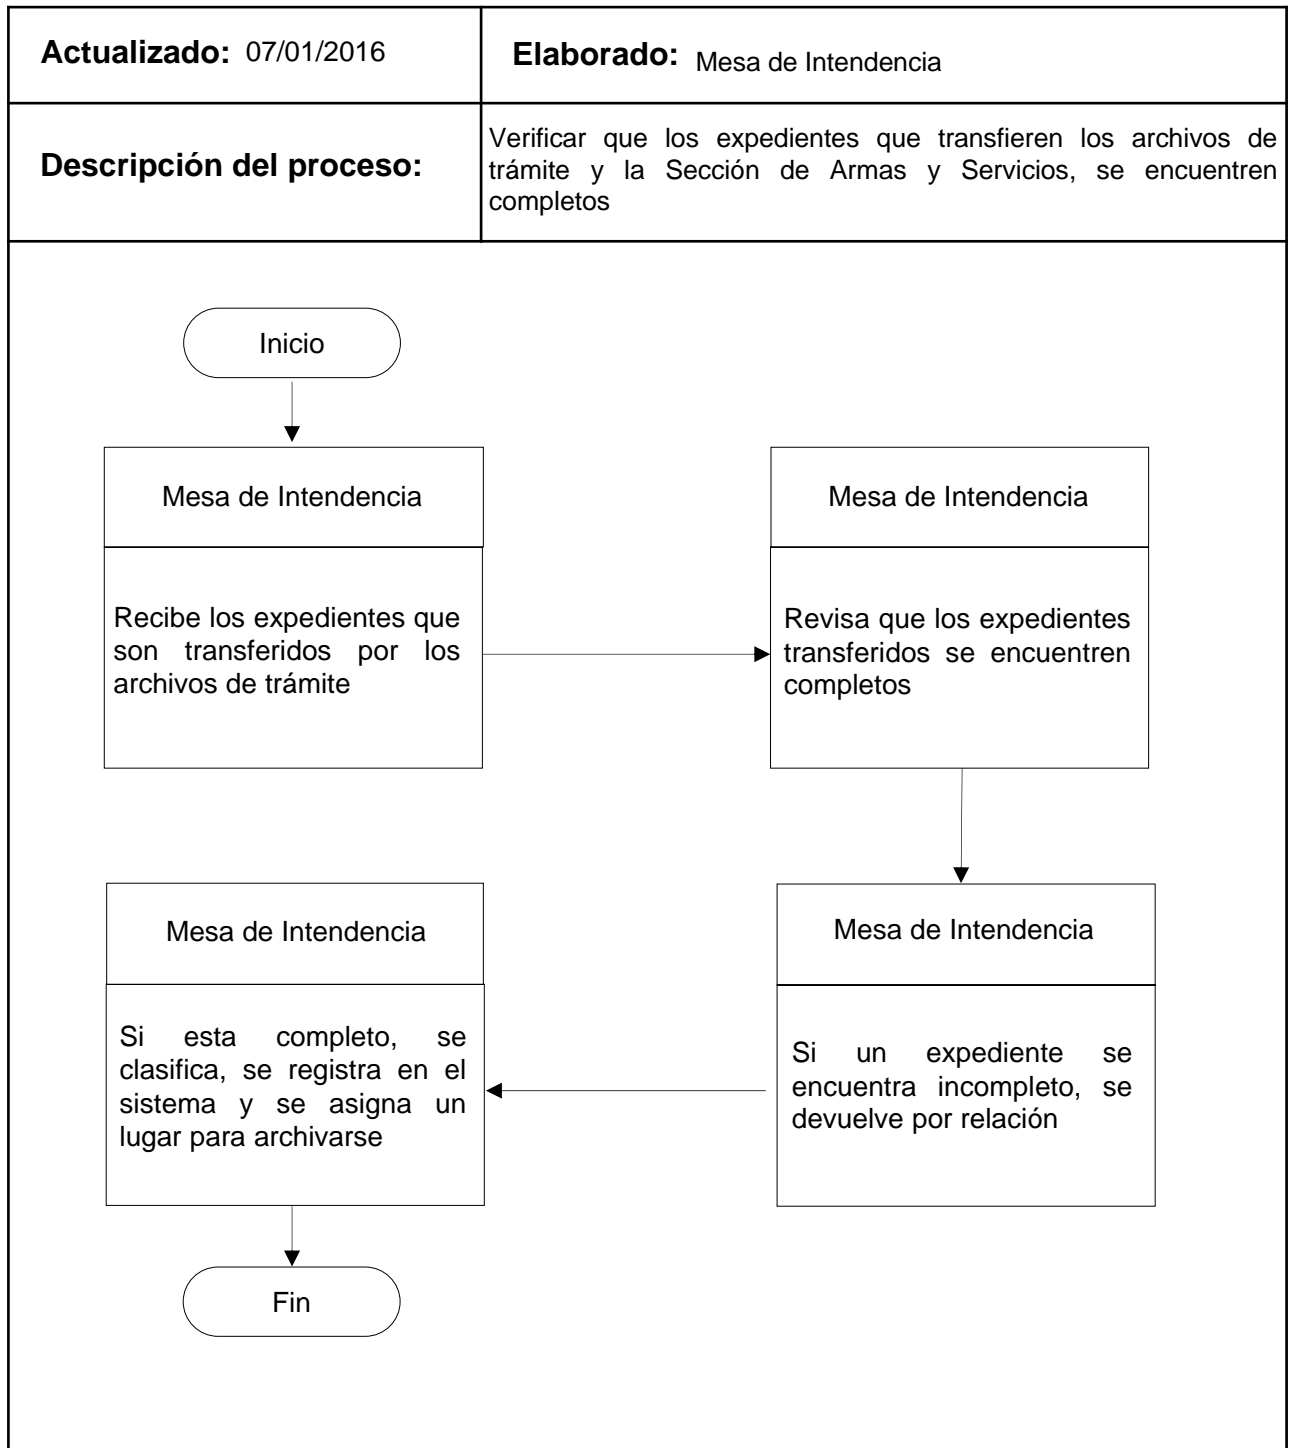 Actualizado: 07/01/2016
Elaborado: Mesa de Intendencia
Descripción del proceso:
Verificar que los expedientes que transfieren los archivos de
trámite y la Sección de Armas y Servicios, se encuentren
completos
Inicio
Mesa de Intendencia
Recibe los expedientes que
son transferidos por los
archivos de trámite
Mesa de Intendencia
Revisa que los expedientes
transferidos se encuentren
completos
Mesa de Intendencia
Si un expediente se
encuentra incompleto, se
devuelve por relación
Mesa de Intendencia
Si esta completo, se
clasifica, se registra en el
sistema y se asigna un
lugar para archivarse
Fin